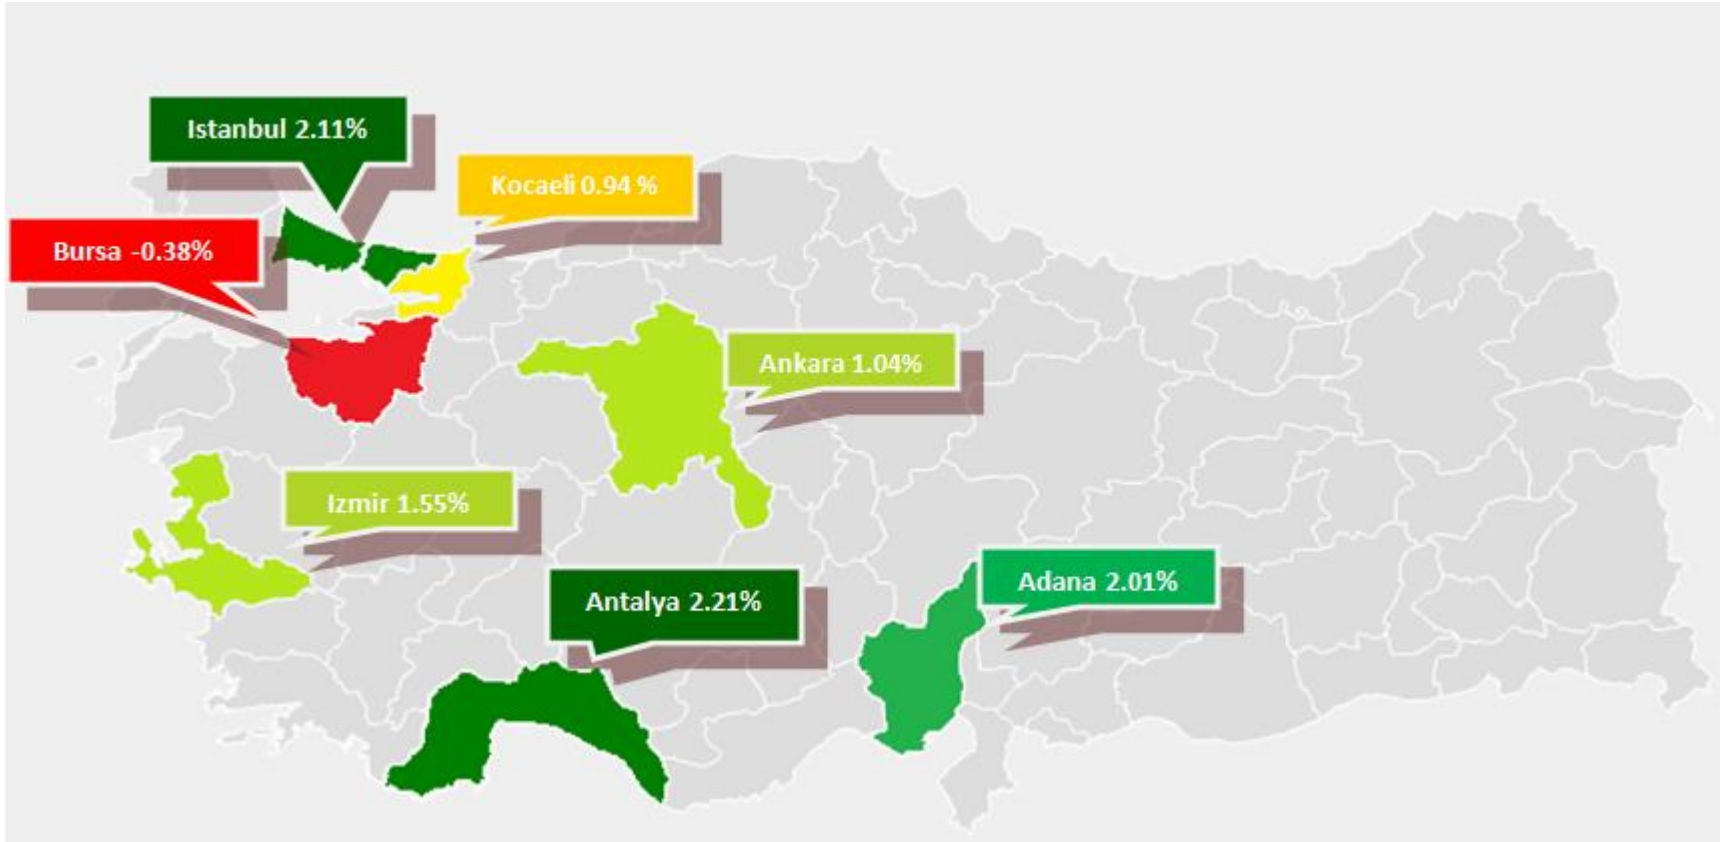 Istanbul 2.11%
Kocaeli 0.94 %
Bursa -0.38%
Ankara 1.04%
Izmir 1.55%
Antalya 2.21%
Adana 2.01%